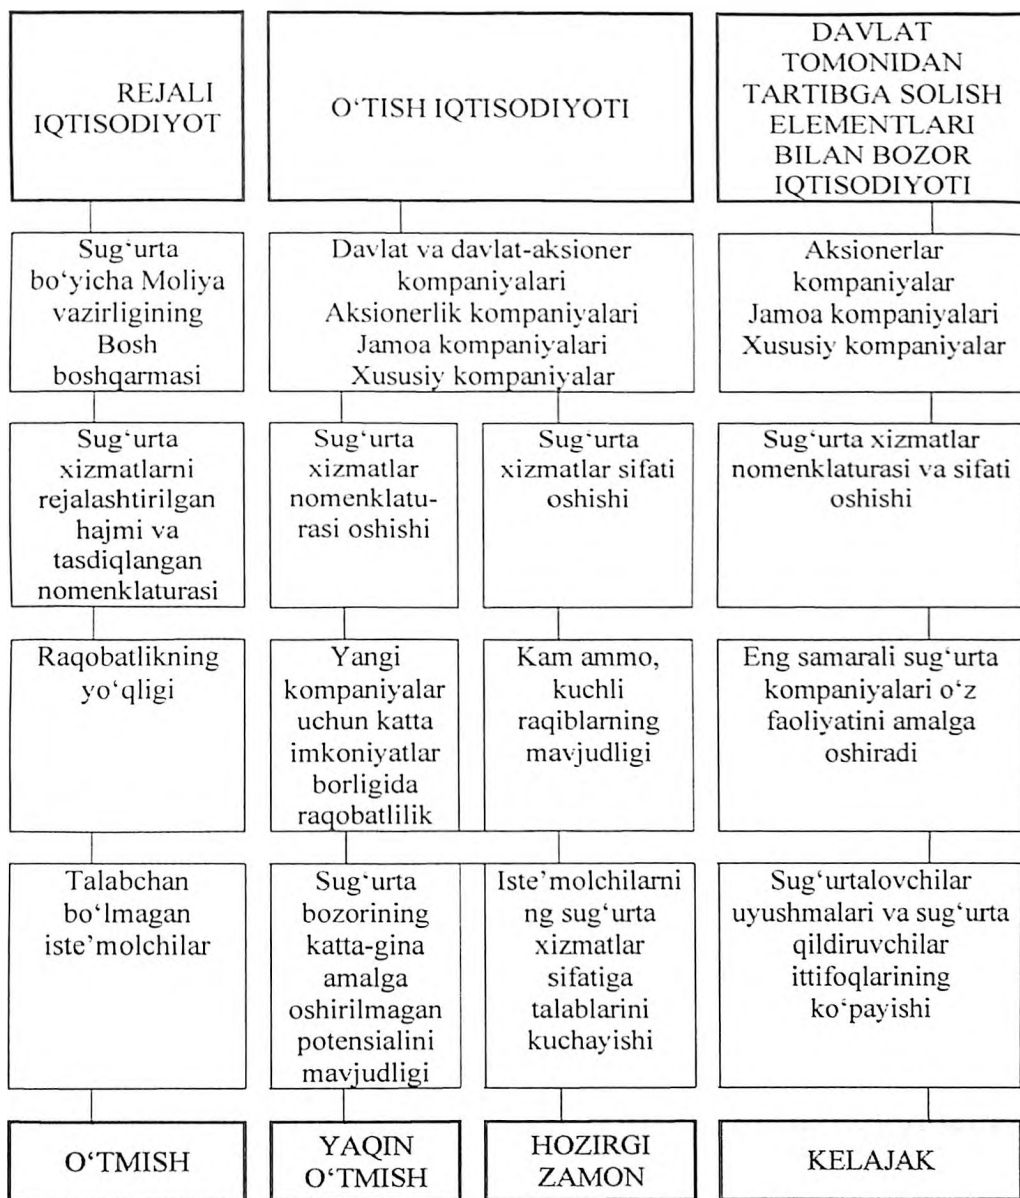 REJALI
IQTISODIYOT
O‘TISH IQTISODIYOTI
DAVLAT
TOMONIDAN
TARTIBGA SOLISH
ELEMENTLARI
BILAN BOZOR
IQTISODIYOTI
Sug‘urta
bo‘yicha Moliya
vazirligining
Bosh
boshqarmasi
Davlat va davlat-aksioner
kompaniyalari
Aksionerlik kompaniyalari
Jamoa kompaniyalari
Xususiy kompaniyalar
Aksionerlar
kompaniyalar
Jamoa kompaniyalari
Xususiy kompaniyalar
Sug‘urta
xizmatlarni
rejalashtirilgan
hajmi va
tasdiqlangan
nomenklaturasi
Sug‘urta
xizmatlar
nomenklatu-
rasi oshishi
Sug‘urta
xizmatlar sifati
oshishi
Sug‘urta xizmatlar
nomenklaturasi va sifati
oshishi
Raqobatlikning
yo‘qligi
Yangi
kompaniyalar
uchun katta
imkoniyatlar
borligida
raqobatlilik
Kam ammo,
kuchli
raqiblarning
mavjudligi
Eng samarali sug‘urta
kompaniyalari o‘z
faoliyatini amalga
oshiradi
Talabchan
bo‘lmagan
iste’molchilar
Sug‘urta
bozorining
katta-gina
amalga
oshirilmagan
potensialini
mavjudligi
Iste’molchilarni
ng sug‘urta
xizmatlar
sifatiga
talablarini
kuchayishi
Sug‘urtalovchilar
uyushmalari va sug‘urta
qildiruvchilar
ittifoqlarining
ko‘payishi
O‘TMISH
YAQIN
O‘TMISH
HOZIRGI
ZAMON
KELAJAK